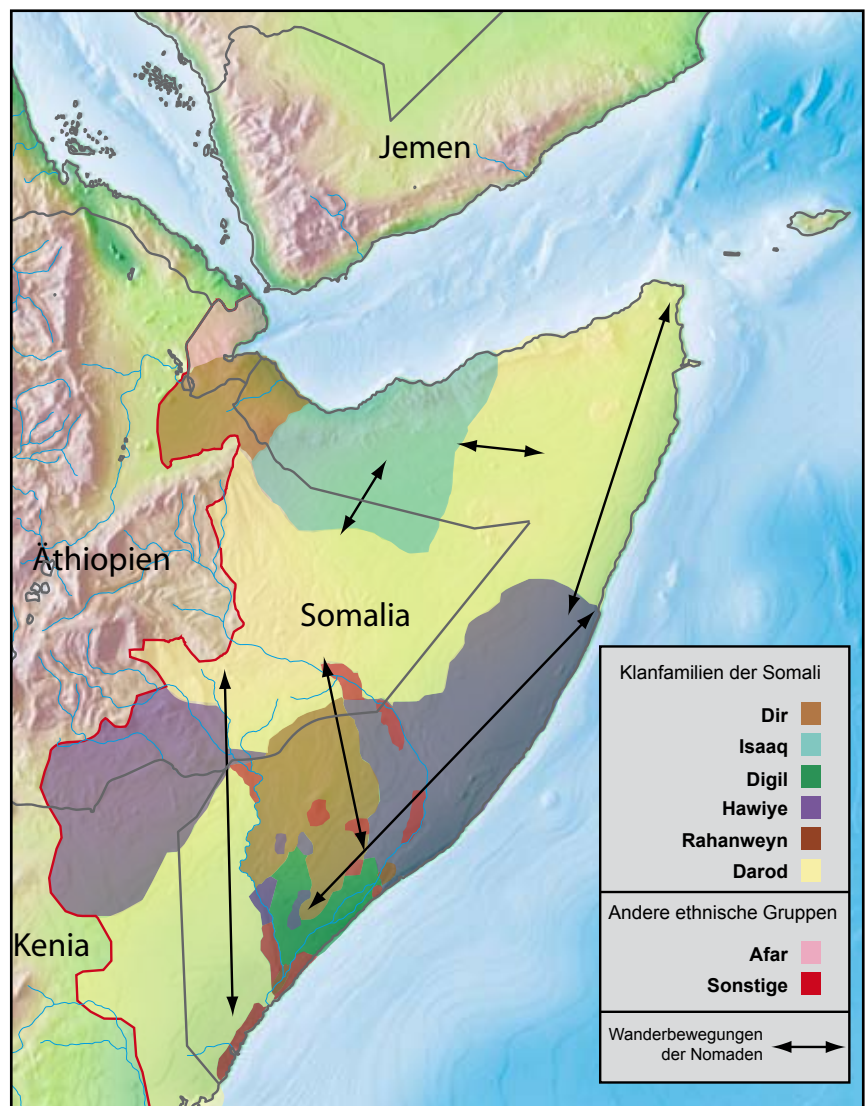 Jemen
Äthiopien
Somalia
Kenia
Klanfamilien der Somali
Dir
Isaaq
Digil
Hawiye
Rahanweyn
Darod
Andere ethnische Gruppen
Afar
Sonstige
Wanderbewegungen
der Nomaden